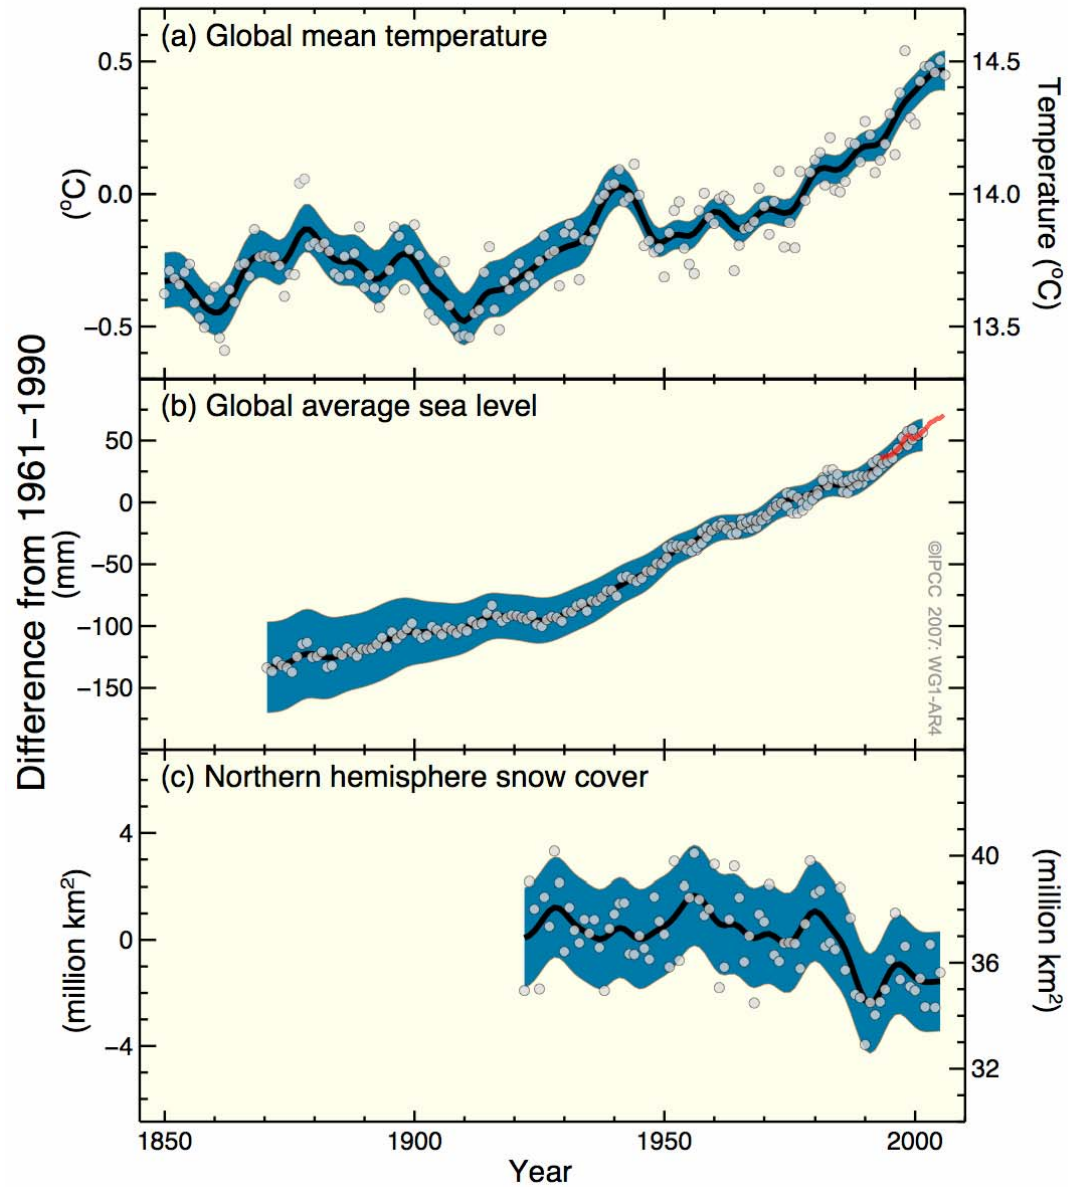 (a) Global mean temperature
0.5
0.0
−0.5
(°C)
14.5
14.0
13.5
Temperature (°C)
Difference from 1961−1990
(b) Global average sea level
50
0
−50
−100
−150
(mm)
©IPCC 2007: WG1-AR4
(c) Northern hemisphere snow cover
4
0
−4
(million km²)
40
36
32
(million km²)
1850
1900
1950
2000
Year